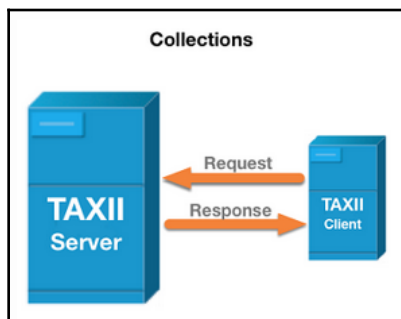 Collections
Request
TAXII
Server
Response
TAXII
Client